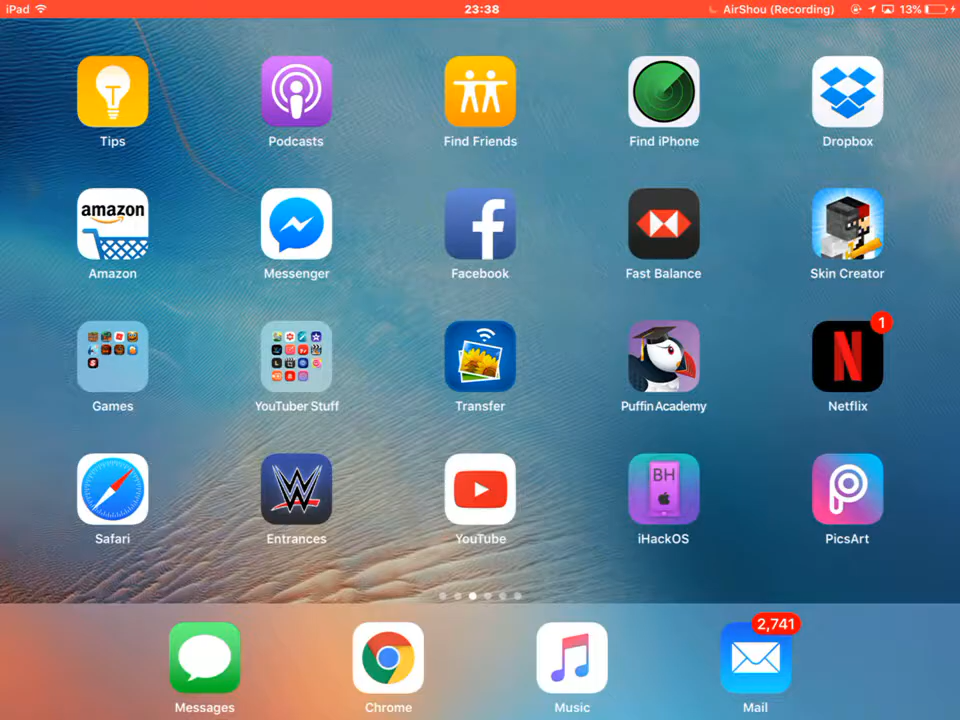 iPad 23:38 AirShou (Recording) 13%
Tips Podcasts Find Friends Find iPhone Dropbox
amazon
Amazon Messenger Facebook Fast Balance Skin Creator
1
Games YouTuber Stuff Transfer Puffin Academy Netflix
BH
Safari Entrances YouTube iHackOS PicsArt
2,741
Messages Chrome Music Mail